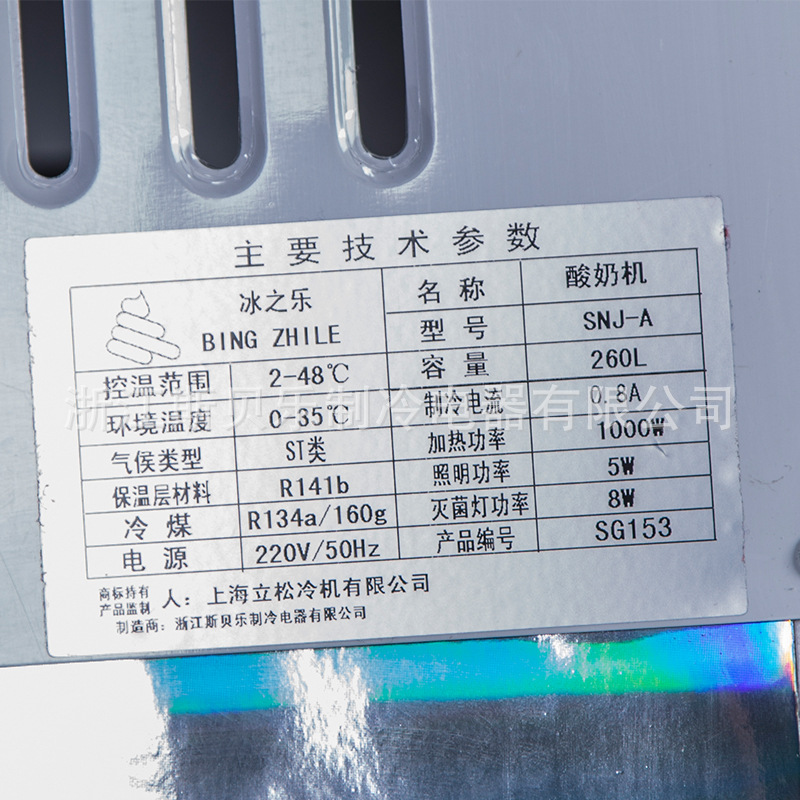 主要技术参数
冰之乐
BING ZHILE
名称 酸奶机
型号 SNJ-A
控温范围 2-48℃ 容量 260L
环境温度 0-35℃ 制冷电流 0.8A
气侯类型 ST类 加热功率 1000W
保温层材料 R141b 照明功率 5W
冷煤 R134a/160g 灭菌灯功率 8W
电源 220V/50Hz 产品编号 SG153
商标持有
产品监制 人：上海立松冷机有限公司
制造商：浙江斯贝乐制冷电器有限公司
浙江斯贝乐制冷电器有限公司